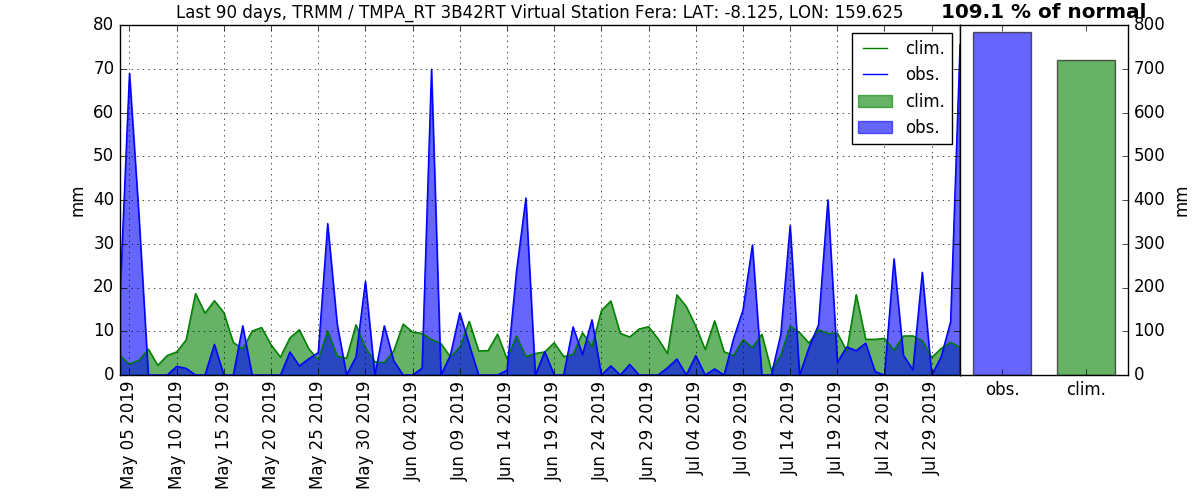 Last 90 days, TRMM / TMPA_RT 3B42RT Virtual Station Fera: LAT: -8.125, LON: 159.625
109.1 % of normal
80
70
60
50
40
30
20
10
0
mm
clim.
obs.
clim.
obs.
800
700
600
500
400
300
200
100
0
mm
May 05 2019
May 10 2019
May 15 2019
May 20 2019
May 25 2019
May 30 2019
Jun 04 2019
Jun 09 2019
Jun 14 2019
Jun 19 2019
Jun 24 2019
Jun 29 2019
Jul 04 2019
Jul 09 2019
Jul 14 2019
Jul 19 2019
Jul 24 2019
Jul 29 2019
obs.
clim.